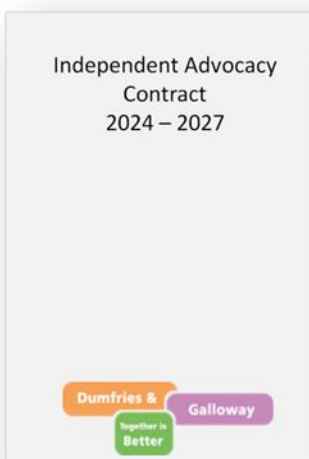 Independent Advocacy
Contract
2024 – 2027
Dumfries &
Galloway
Together is
Better